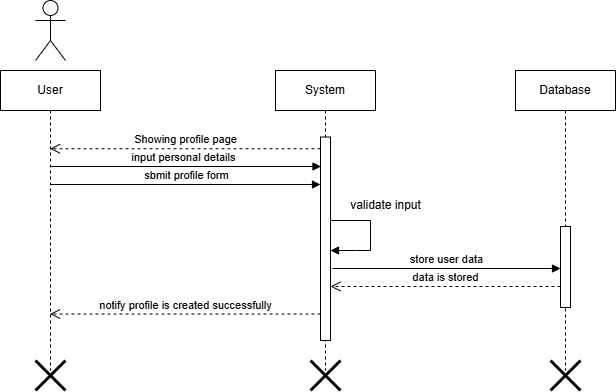 User
System
Database
Showing profile page
input personal details
sbmit profile form
validate input
store user data
data is stored
notify profile is created successfully